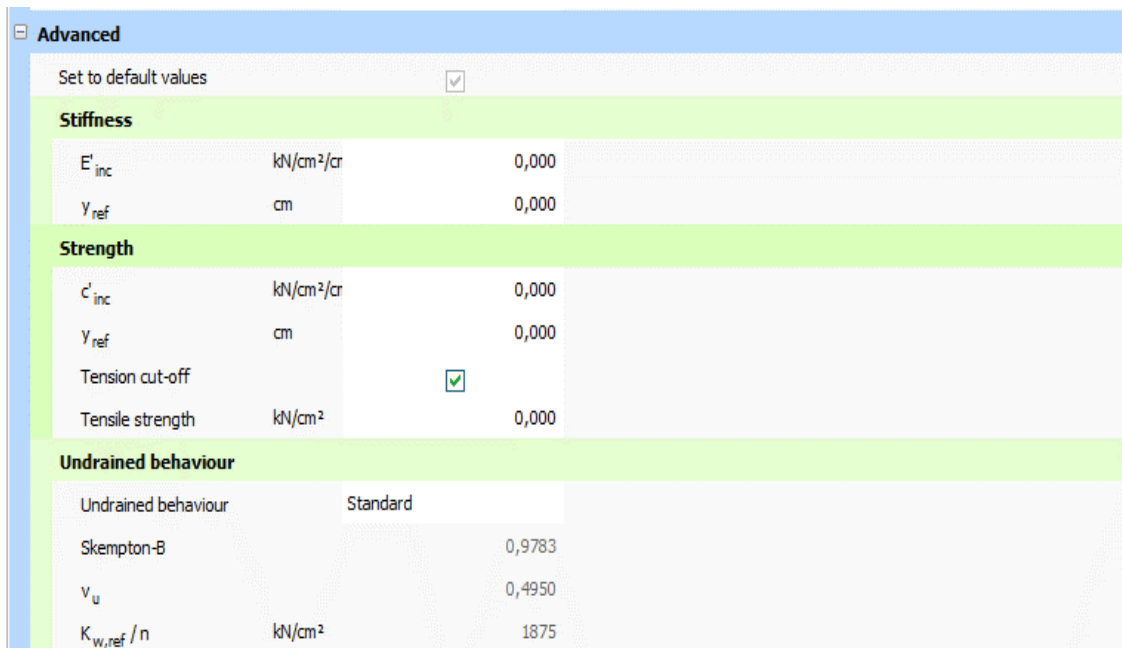 Advanced
Set to default values
Stiffness
E'inc kN/cm²/cm 0,000
yref cm 0,000
Strength
c'inc kN/cm²/cm 0,000
yref cm 0,000
Tension cut-off
Tensile strength kN/cm² 0,000
Undrained behaviour
Undrained behaviour Standard
Skempton-B 0,9783
νu 0,4950
Kw,ref / n kN/cm² 1875